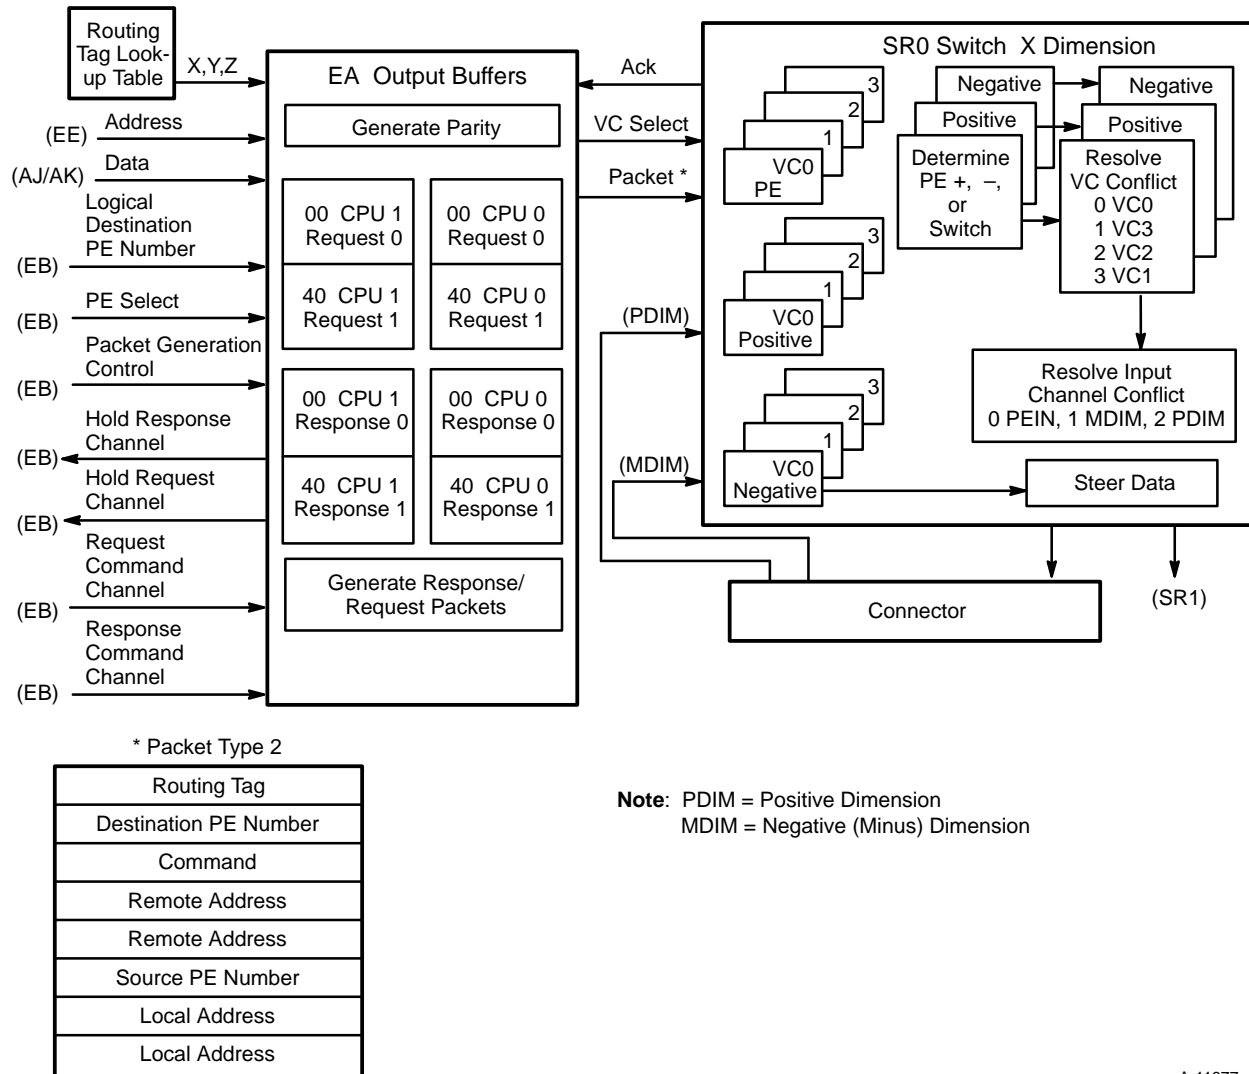 Routing
Tag Look-
up Table
X,Y,Z
(EE)
Address
(AJ/AK)
Data
Logical
Destination
PE Number
(EB)
PE Select
(EB)
Packet Generation
Control
(EB)
Hold Response
Channel
(EB)
Hold Request
Channel
(EB)
Request
Command
Channel
(EB)
Response
Command
Channel
(EB)
EA Output Buffers
Generate Parity
00 CPU 1
Request 0
00 CPU 0
Request 0
40 CPU 1
Request 1
40 CPU 0
Request 1
00 CPU 1
Response 0
00 CPU 0
Response 0
40 CPU 1
Response 1
40 CPU 0
Response 1
Generate Response/
Request Packets
Ack
VC Select
Packet *
(PDIM)
(MDIM)
SR0 Switch X Dimension
3
2
1
VC0
PE
3
2
1
VC0
Positive
3
2
1
VC0
Negative
Negative
Positive
Determine
PE +, –,
or
Switch
Negative
Positive
Resolve
VC Conflict
0 VC0
1 VC3
2 VC2
3 VC1
Resolve Input
Channel Conflict
0 PEIN, 1 MDIM, 2 PDIM
Steer Data
Connector
(SR1)
* Packet Type 2
Routing Tag
Destination PE Number
Command
Remote Address
Remote Address
Source PE Number
Local Address
Local Address
Note: PDIM = Positive Dimension
MDIM = Negative (Minus) Dimension